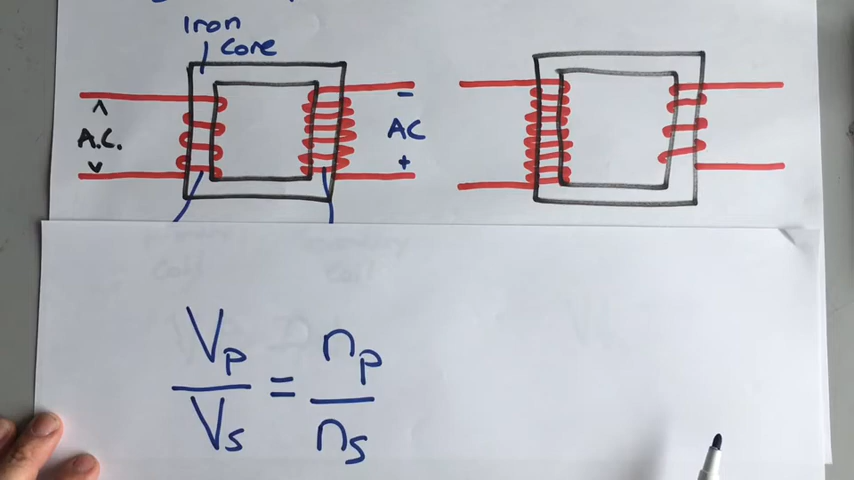 Iron
Core
A.C.
-
AC
+
Vp/Vs = np/ns